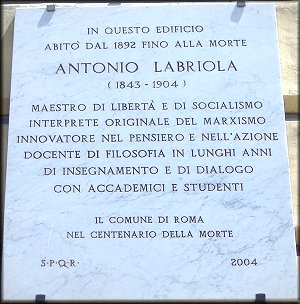 IN QUESTO EDIFICIO
ABITÒ DAL 1892 FINO ALLA MORTE
ANTONIO LABRIOLA
(1843-1904)
MAESTRO DI LIBERTÀ E DI SOCIALISMO
INTERPRETE ORIGINALE DEL MARXISMO
INNOVATORE NEL PENSIERO E NELL'AZIONE
DOCENTE DI FILOSOFIA IN LUNGHI ANNI
DI INSEGNAMENTO E DI DIALOGO
CON ACCADEMICI E STUDENTI
IL COMUNE DI ROMA
NEL CENTENARIO DELLA MORTE
S·P·Q·R· 2004